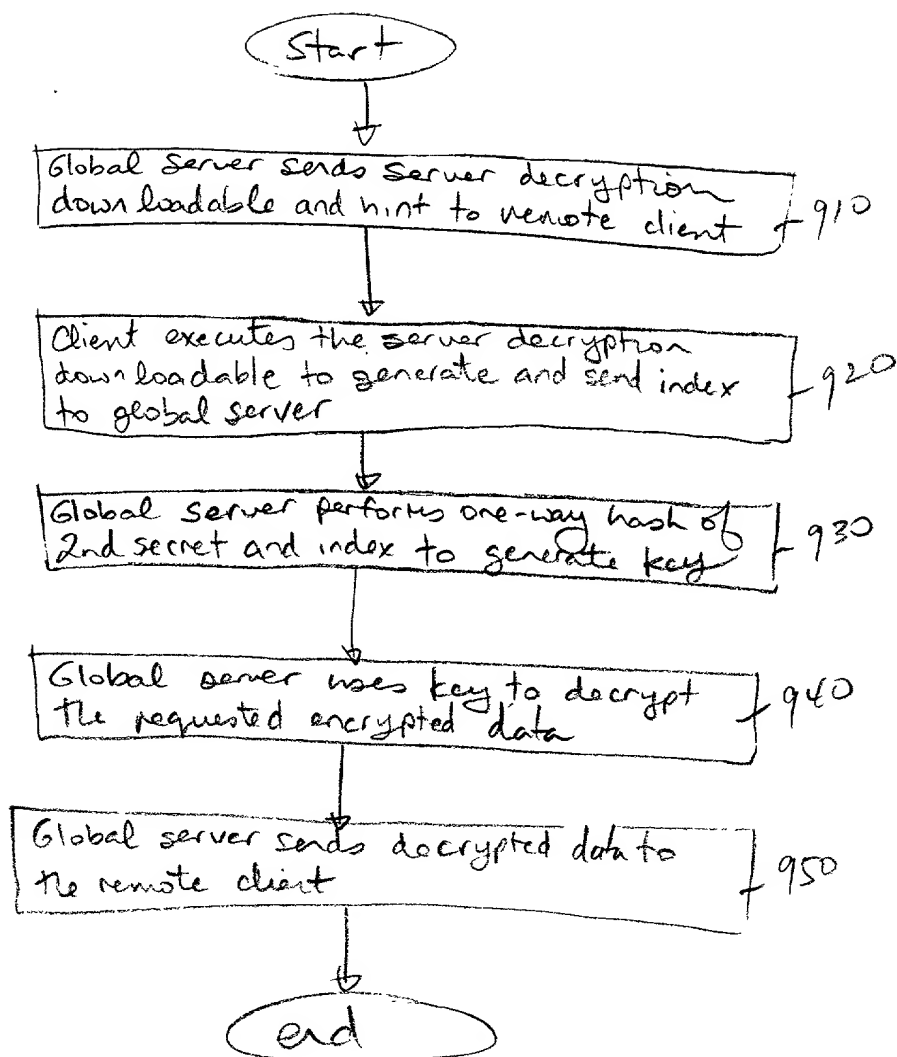 Start
Global Server sends Server decryption
downloadable and hint to remote client
910
Client executes the server decryption
downloadable to generate and send index
to global server
920
Global Server performs one-way hash of
2nd secret and index to generate key
930
Global server uses key to decrypt
the requested encrypted data
940
Global server sends decrypted data to
the remote client
950
end